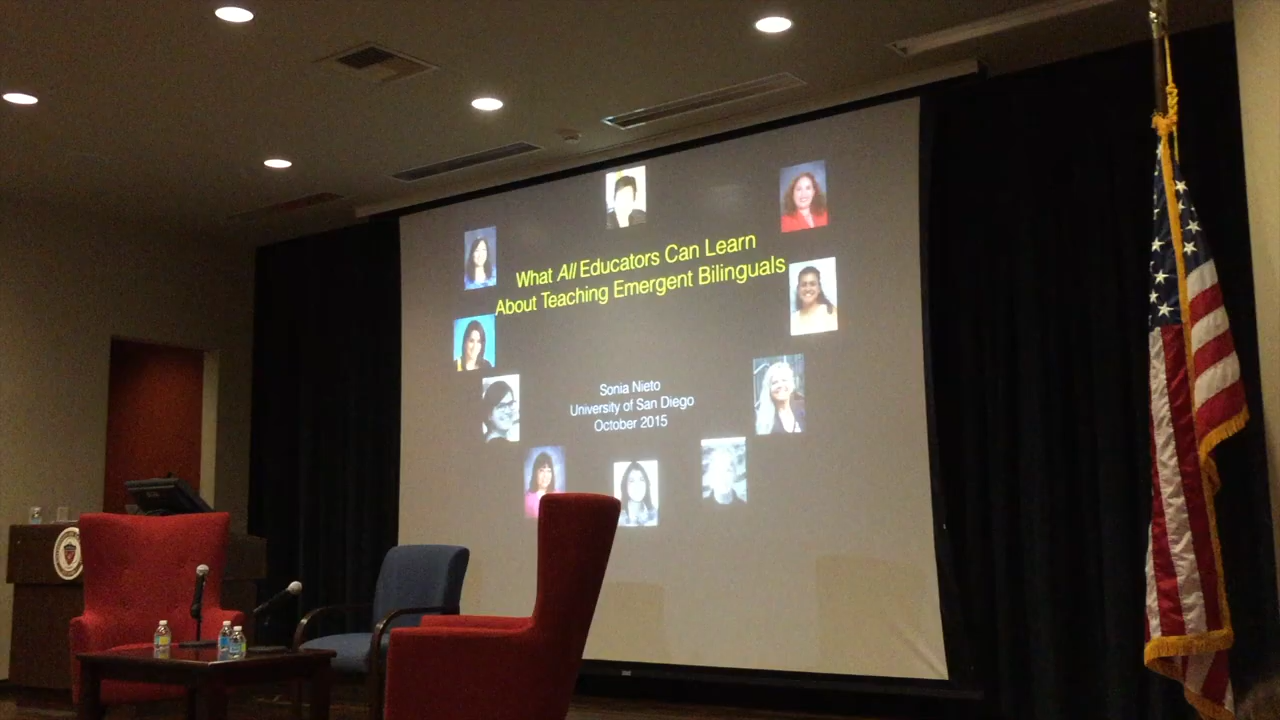 What All Educators Can Learn
About Teaching Emergent Bilinguals
Sonia Nieto
University of San Diego
October 2015